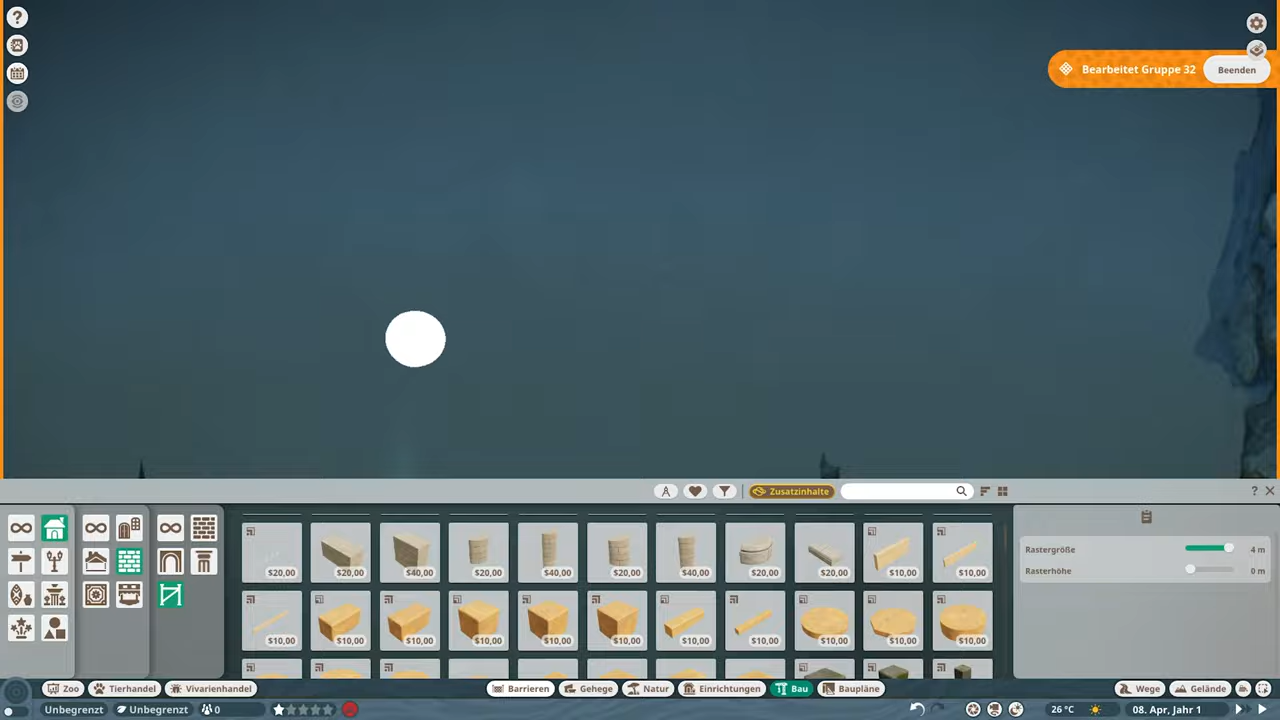 ?
Bearbeitet Gruppe 32 Beenden
Zusatzinhalte ?
$20,00 $20,00 $40,00 $20,00 $40,00 $20,00 $40,00 $20,00 $20,00 $10,00 $10,00
Rastergröße 4 m
Rasterhöhe 0 m
$10,00 $10,00 $10,00 $10,00 $10,00 $10,00 $10,00 $10,00 $10,00 $10,00 $10,00
Zoo Tierhandel Vivarienhandel Barrieren Gehege Natur Einrichtungen Bau Baupläne Wege Gelände
Unbegrenzt Unbegrenzt 0 26 °C 08. Apr, Jahr 1